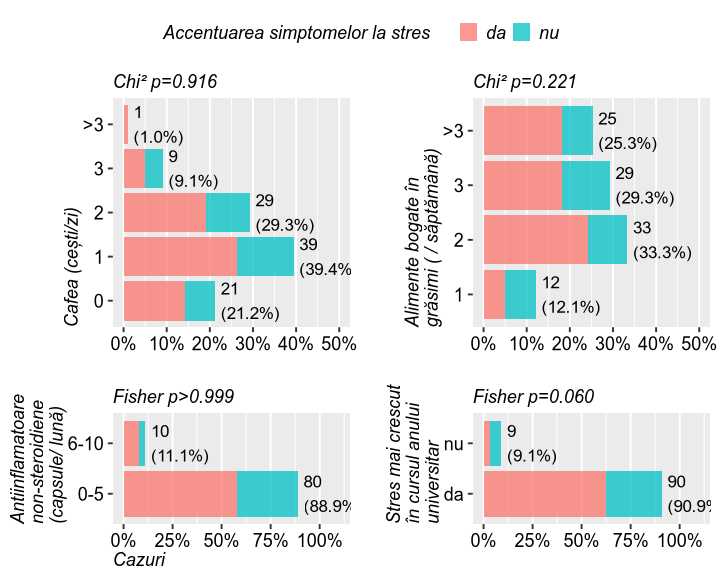 Accentuarea simptomelor la stres da nu
Chi² p=0.916
Cafea (cești/zi)
>3
3
2
1
0
1
(1.0%)
9
(9.1%)
29
(29.3%)
39
(39.4%
21
(21.2%)
0% 10% 20% 30% 40% 50%
Chi² p=0.221
Alimente bogate în
grăsimi ( / săptămână)
>3
3
2
1
25
(25.3%)
29
(29.3%)
33
(33.3%)
12
(12.1%)
0% 10% 20% 30% 40% 50%
Fisher p>0.999
Antiinflamatoare
non-steroidiene
(capsule/ lună)
6-10
0-5
10
(11.1%)
80
(88.9%
0% 25% 50% 75% 100%
Cazuri
Fisher p=0.060
Stres mai crescut
în cursul anului
universitar
nu
da
9
(9.1%)
90
(90.9%
0% 25% 50% 75% 100%